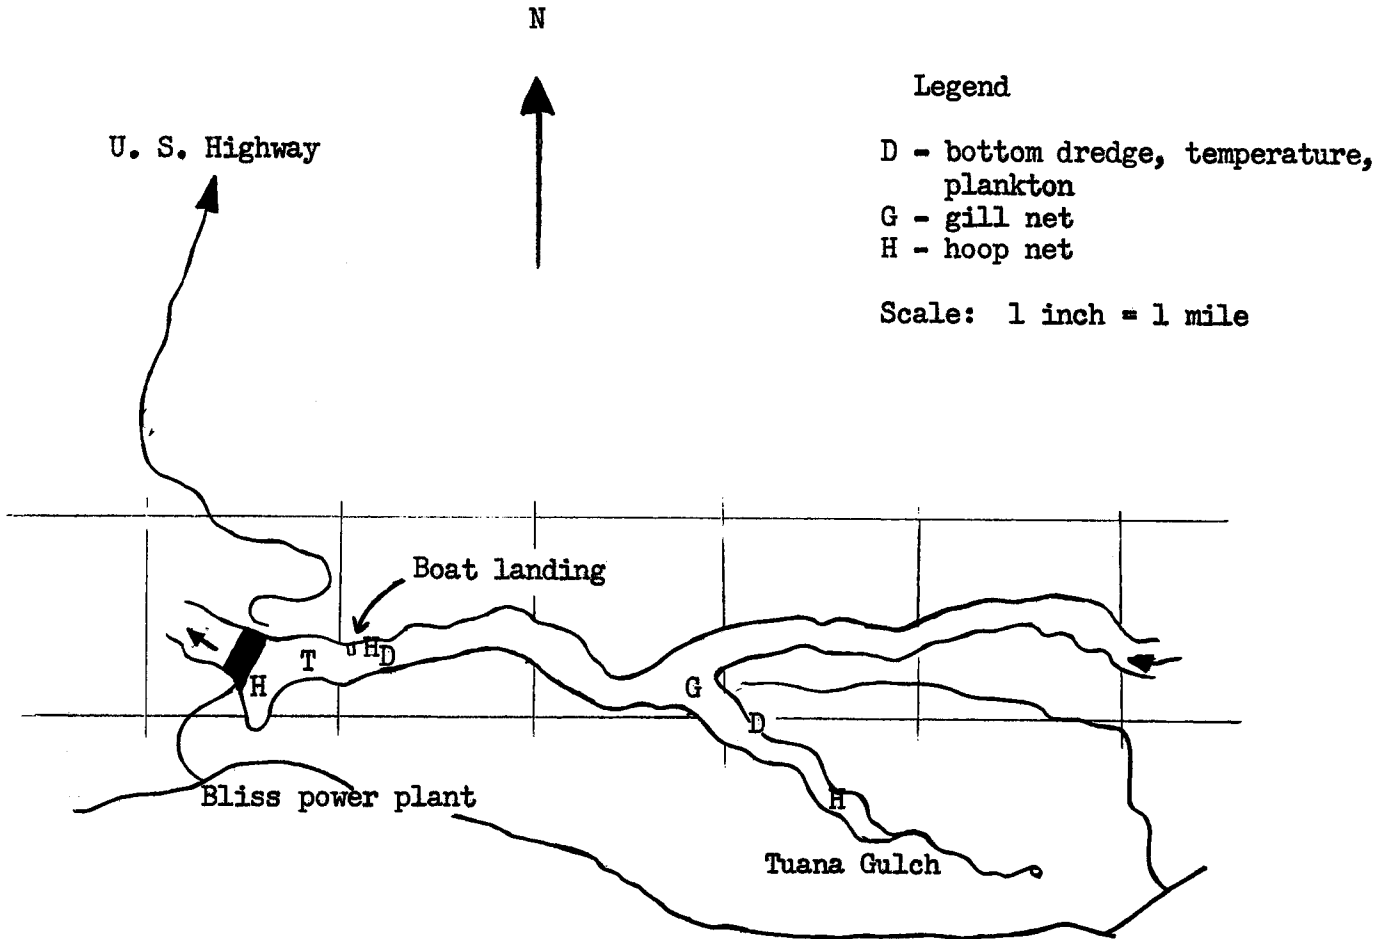 N
Legend
U. S. Highway
D - bottom dredge, temperature,
plankton
G - gill net
H - hoop net
Scale: 1 inch = 1 mile
Boat landing
H
D
T
H
G
D
Bliss power plant
H
Tuana Gulch